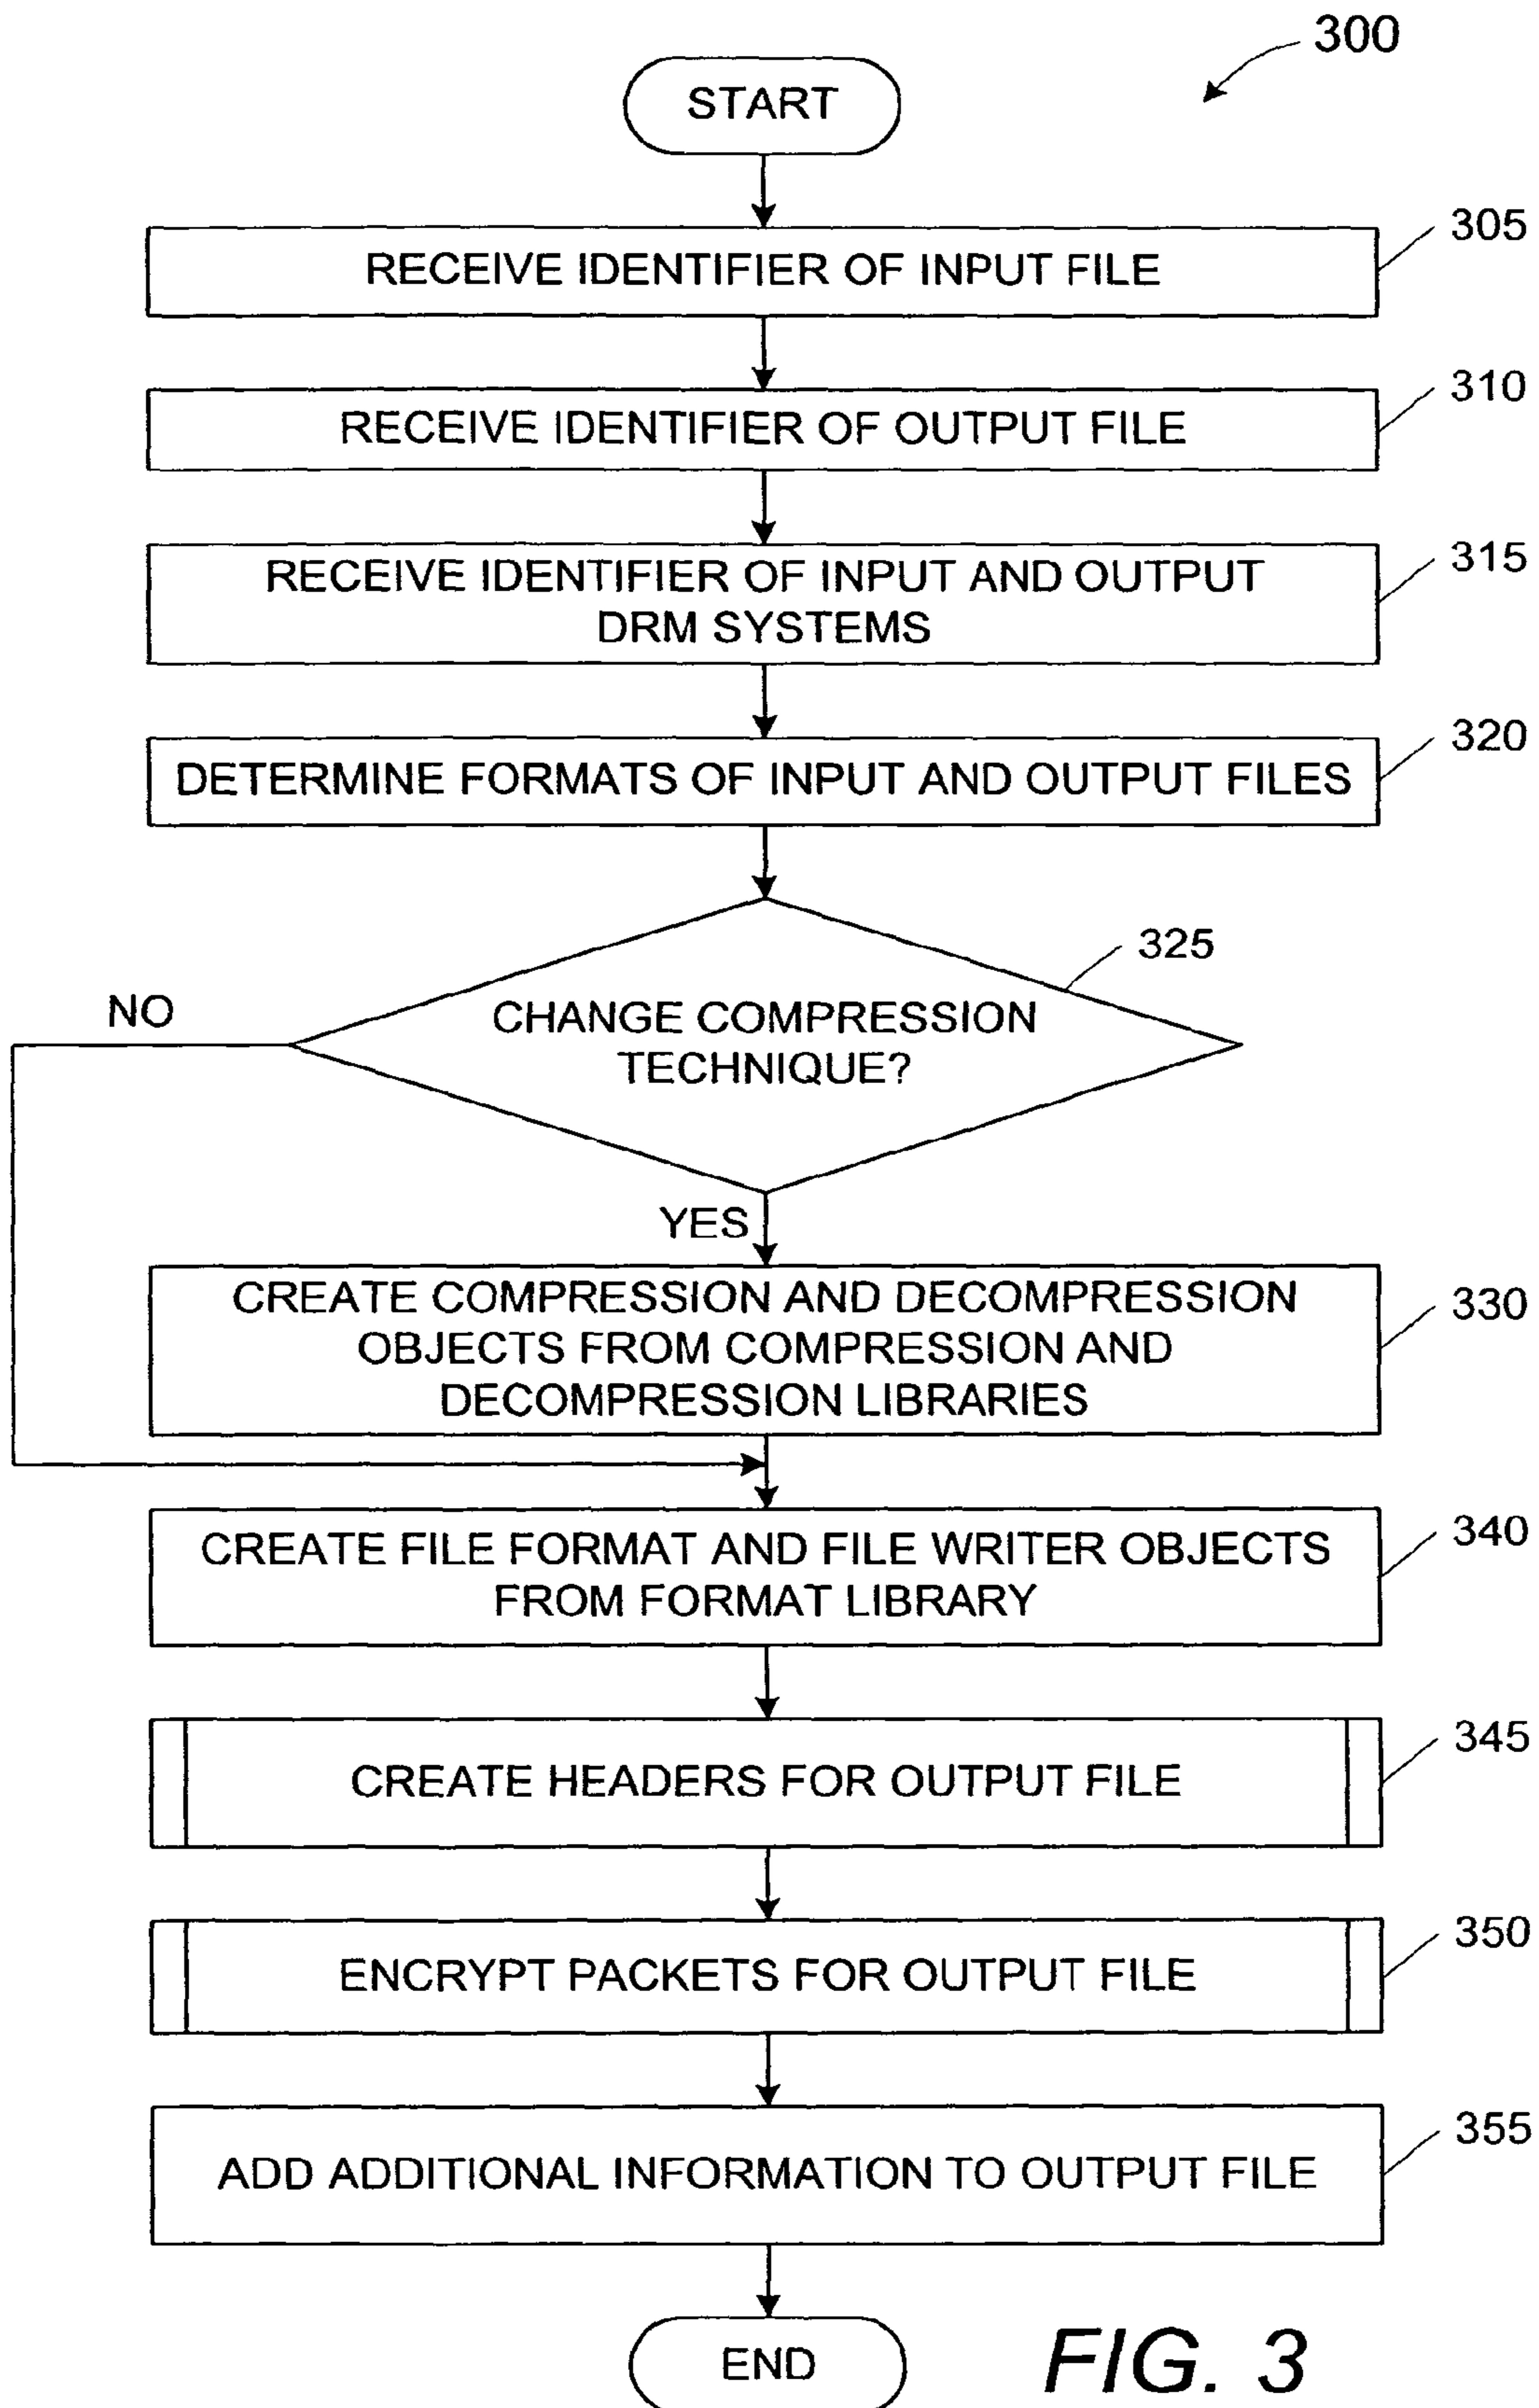 300
START
305
RECEIVE IDENTIFIER OF INPUT FILE
310
RECEIVE IDENTIFIER OF OUTPUT FILE
315
RECEIVE IDENTIFIER OF INPUT AND OUTPUT
DRM SYSTEMS
320
DETERMINE FORMATS OF INPUT AND OUTPUT FILES
325
NO
CHANGE COMPRESSION
TECHNIQUE?
YES
330
CREATE COMPRESSION AND DECOMPRESSION
OBJECTS FROM COMPRESSION AND
DECOMPRESSION LIBRARIES
340
CREATE FILE FORMAT AND FILE WRITER OBJECTS
FROM FORMAT LIBRARY
345
CREATE HEADERS FOR OUTPUT FILE
350
ENCRYPT PACKETS FOR OUTPUT FILE
355
ADD ADDITIONAL INFORMATION TO OUTPUT FILE
END
FIG. 3